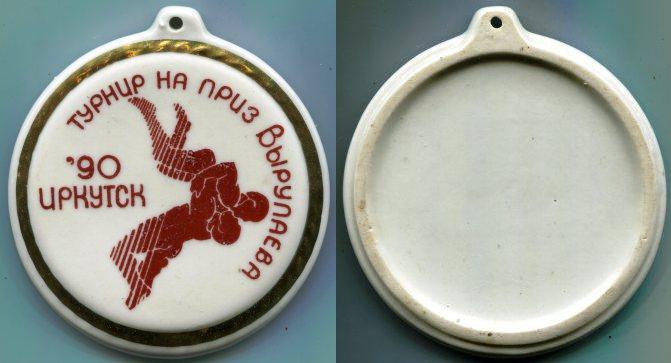 ТУРНИР НА ПРИЗ ВЫРУПАЕВА
'90
ИРКУТСК